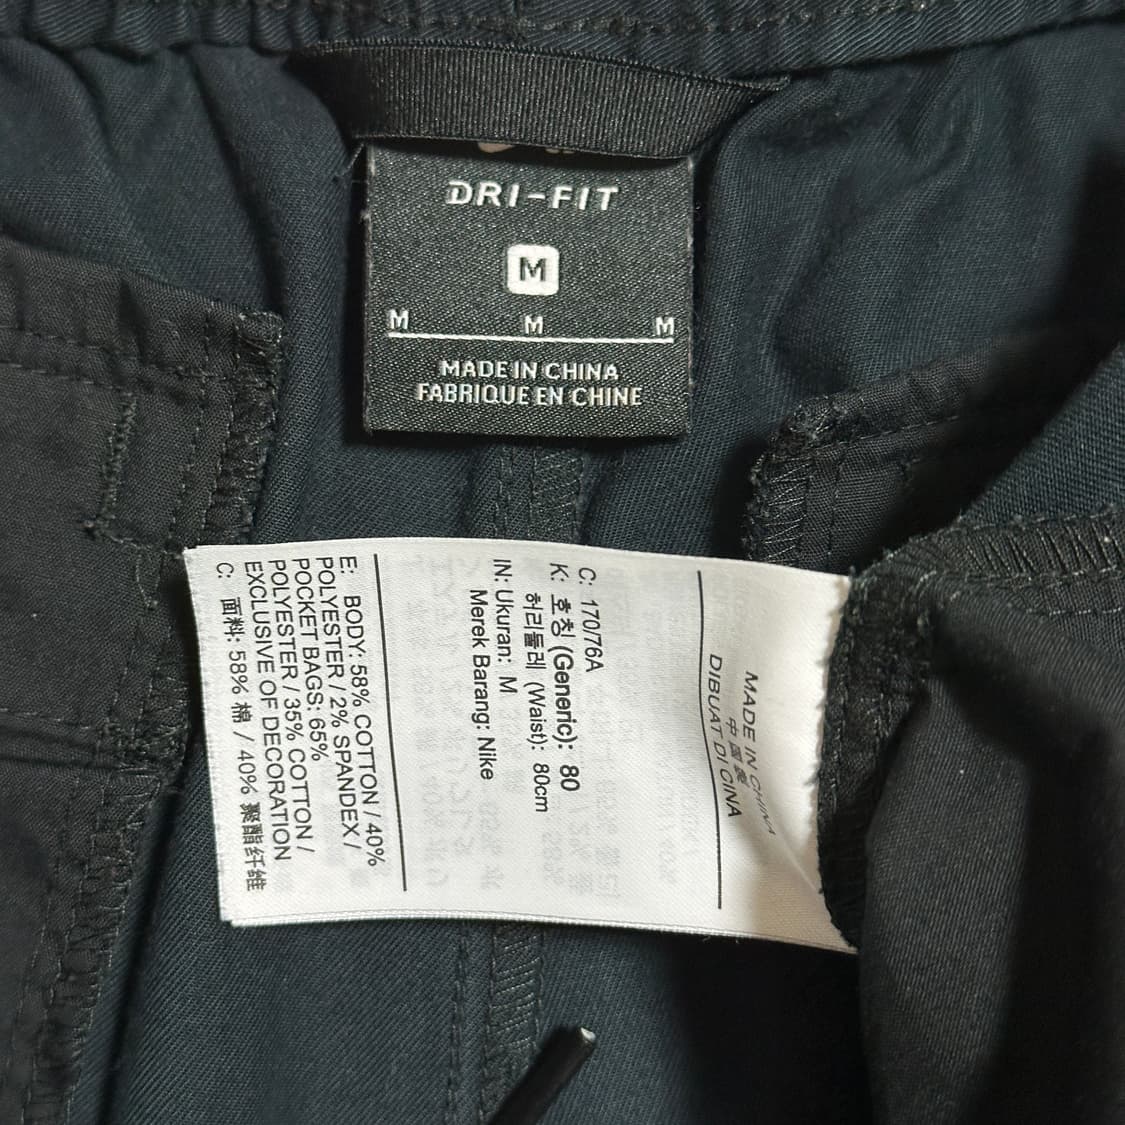 DRI-FIT
M
M M M
MADE IN CHINA
FABRIQUE EN CHINE
MADE IN CHINA
中国製
DIBUAT DI CINA
C: 170/76A
K: 호칭 (Generic): 80
허리둘레 (Waist): 80cm
IN: Ukuran: M
Merek Barang: Nike
E: BODY: 58% COTTON / 40%
POLYESTER / 2% SPANDEX /
POCKET BAGS: 65%
POLYESTER / 35% COTTON /
EXCLUSIVE OF DECORATION
C: 面料: 58% 棉 / 40% 聚酯纤维